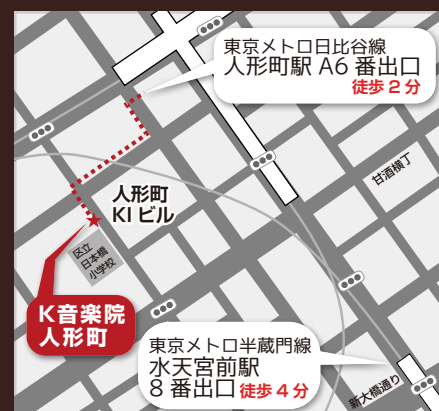 東京メトロ日比谷線
人形町駅 A6 番出口
徒歩 2 分
甘酒横丁
人形町
KI ビル
区立
日本橋
小学校
K音楽院
人形町
東京メトロ半蔵門線
水天宮前駅
8 番出口 徒歩 4 分
新大橋通り